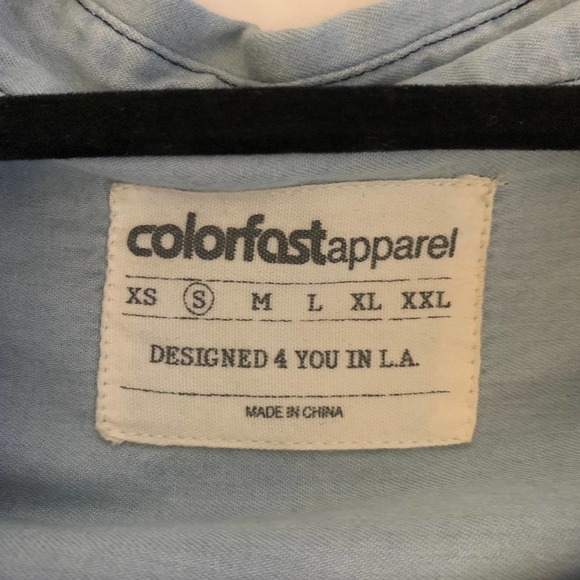 colorfastapparel
XS S M L XL XXL
DESIGNED 4 YOU IN L.A.
MADE IN CHINA